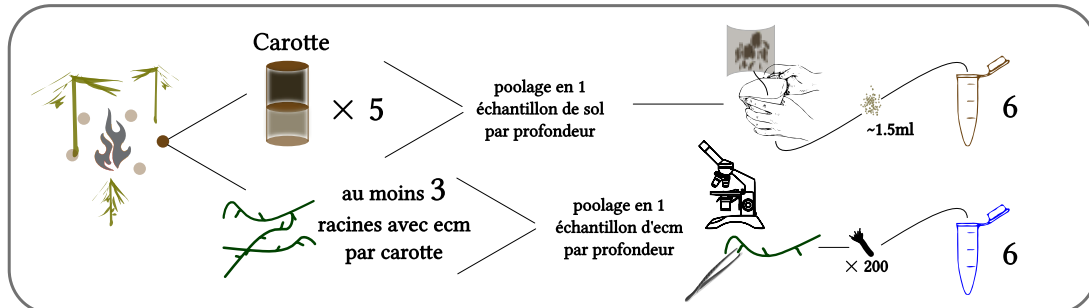 Carotte
× 5
poolage en 1
échantillon de sol
par profondeur
~1.5ml
6
au moins 3
racines avec ecm
par carotte
poolage en 1
échantillon d'ecm
par profondeur
× 200
6